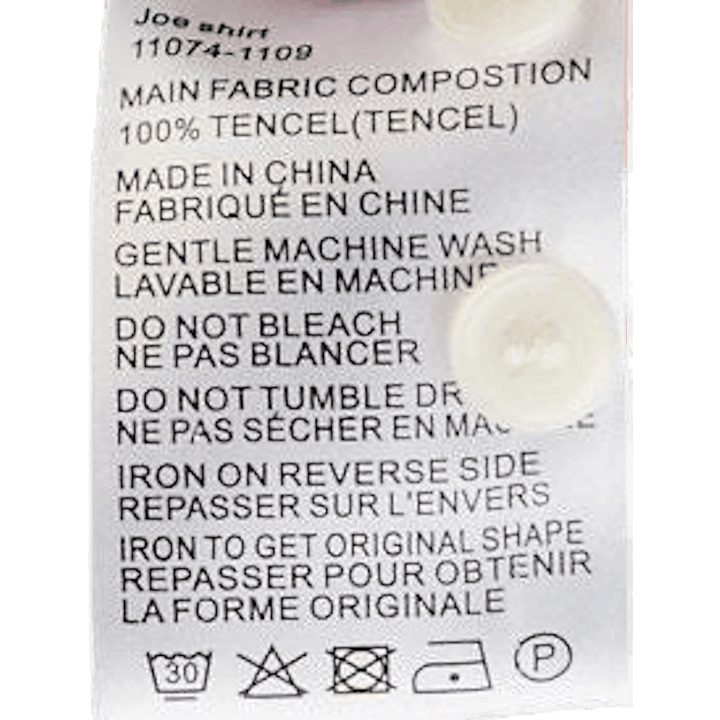 Joe shirt
11074-1109
MAIN FABRIC COMPOSTION
100% TENCEL(TENCEL)
MADE IN CHINA
FABRIQUÉ EN CHINE
GENTLE MACHINE WASH
LAVABLE EN MACHINE
DO NOT BLEACH
NE PAS BLANCER
DO NOT TUMBLE
NE PAS SÉCHER EN
IRON ON REVERSE SIDE
REPASSER SUR L'ENVERS
IRON TO GET ORIGINAL SHAPE
REPASSER POUR OBTENIR
LA FORME ORIGINALE
30 P